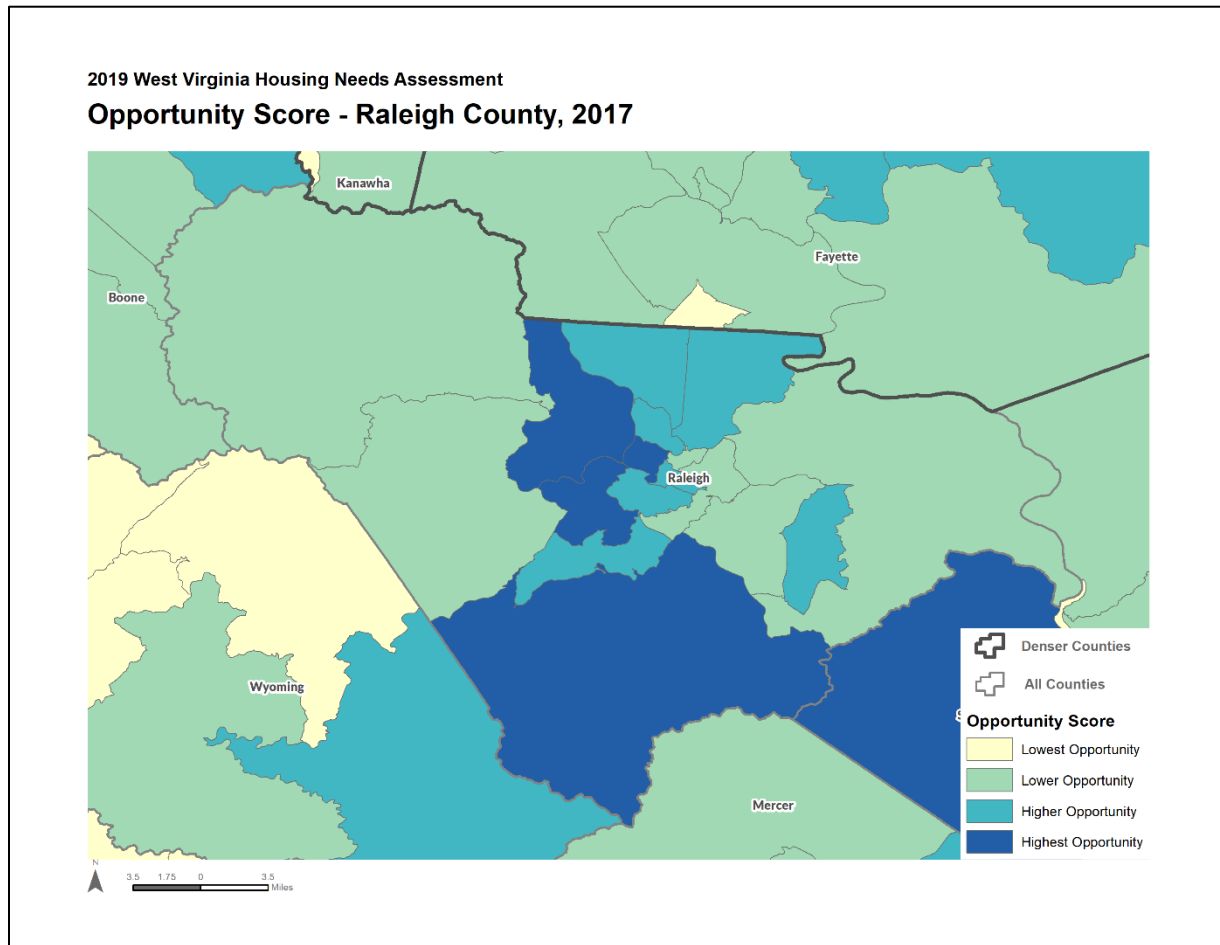 2019 West Virginia Housing Needs Assessment
Opportunity Score - Raleigh County, 2017
Kanawha
Fayette
Boone
Raleigh
Wyoming
Mercer
S
Denser Counties
All Counties
Opportunity Score
Lowest Opportunity
Lower Opportunity
Higher Opportunity
Highest Opportunity
N
3.5 1.75 0 3.5
Miles